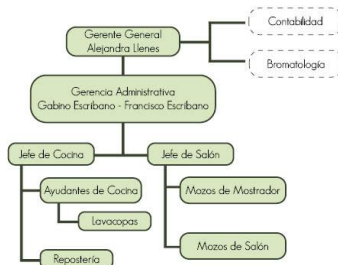 Gerente General
Alejandra Llenes
Contabilidad
Bromatología
Gerencia Administrativa
Gabino Escribano - Francisco Escribano
Jefe de Cocina
Jefe de Salón
Ayudantes de Cocina
Lavacopas
Repostería
Mozos de Mostrador
Mozos de Salón